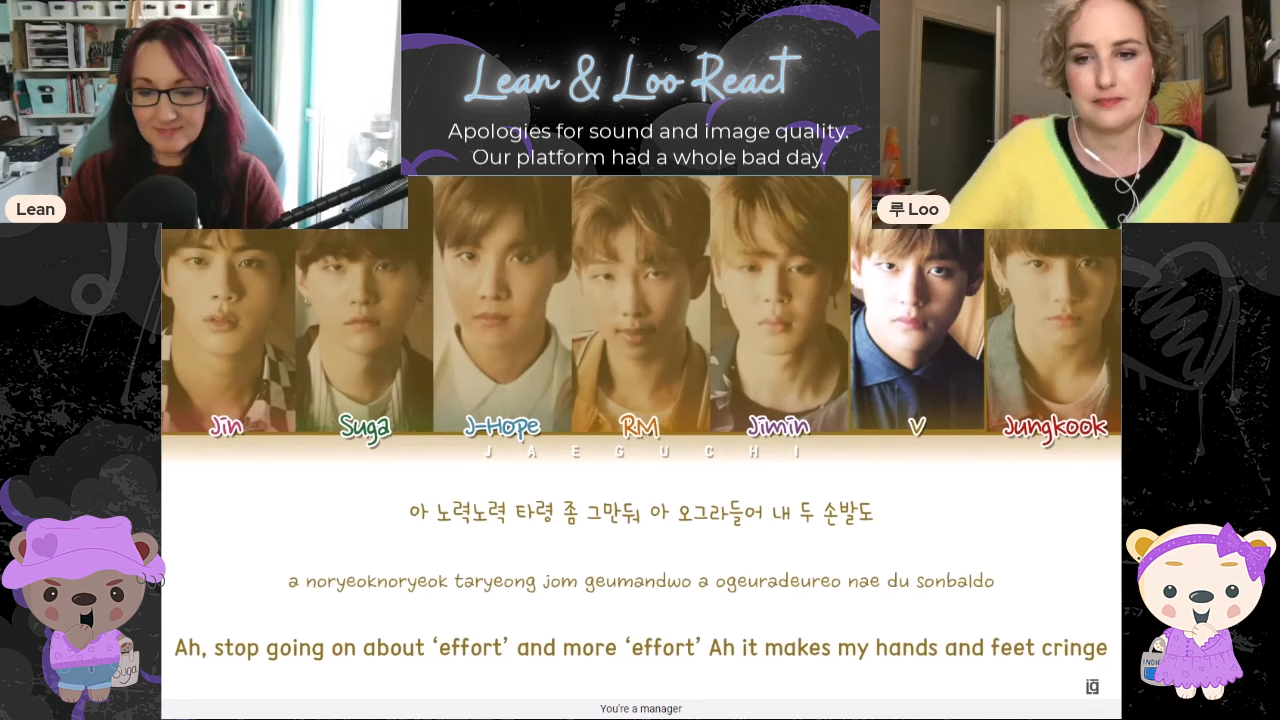 Lean & Loo React
Apologies for sound and image quality.
Our platform had a whole bad day.
Lean
루 Loo
Jin
Suga
J-Hope
RM
Jimin
V
Jungkook
J A E G U C H I
아 노력노력 타령 좀 그만둬 아 오그라들어 내 두 손발도
a noryeoknoryeok taryeong jom geumandwo a ogeuradeureo nae du sonbaldo
Ah, stop going on about ‘effort’ and more ‘effort’ Ah it makes my hands and feet cringe
Suga
INDIE
ig
You're a manager